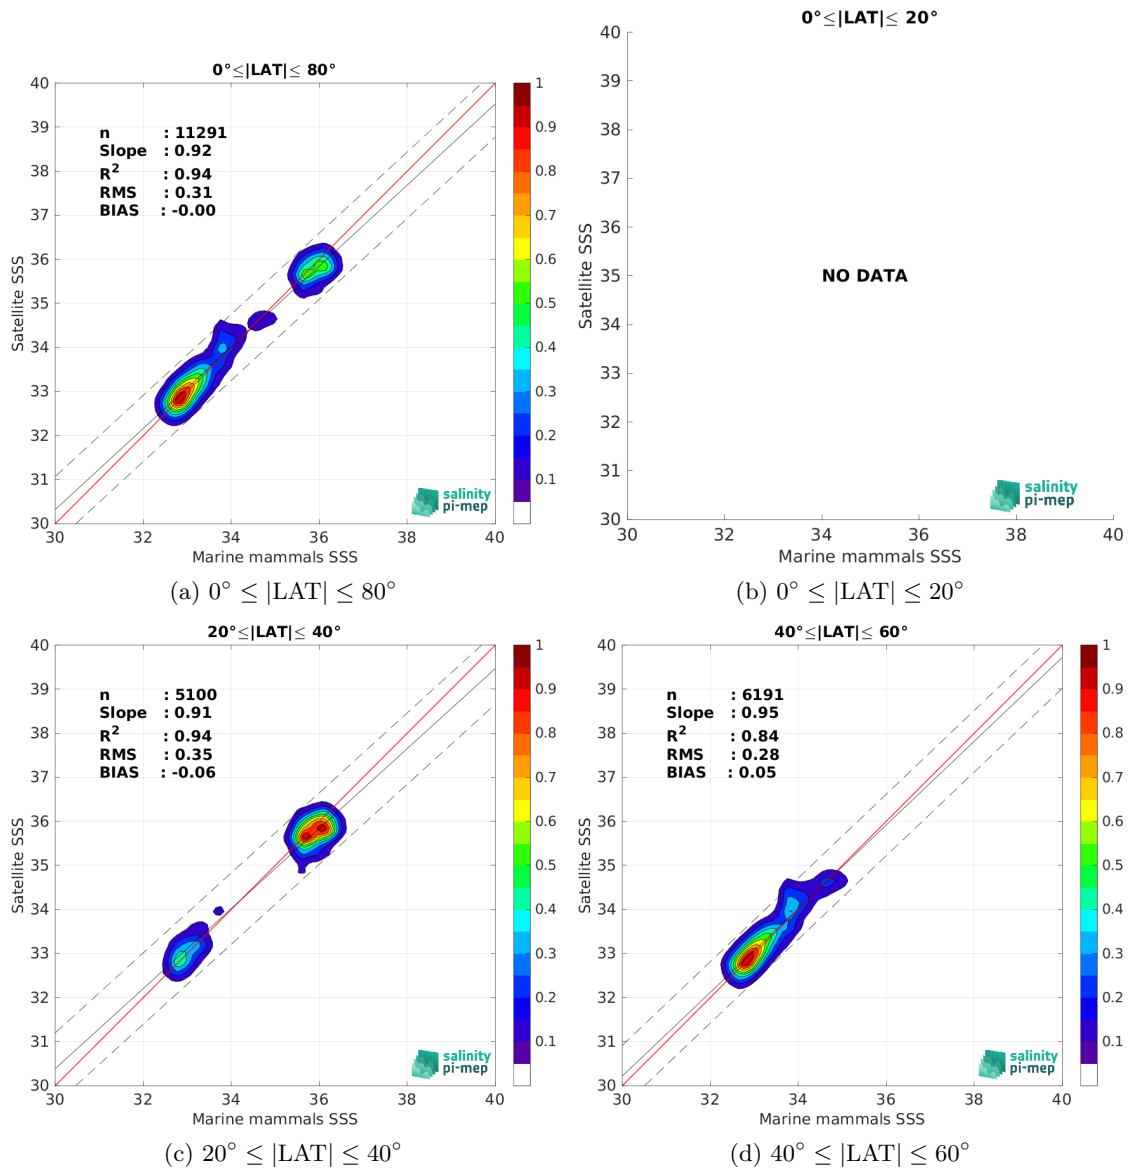 0°≤|LAT|≤ 80°
40
39
38
37
36
35
34
33
32
31
30
Satellite SSS
n : 11291
Slope : 0.92
R² : 0.94
RMS : 0.31
BIAS : -0.00
salinity
pi-mep
30 32 34 36 38 40
Marine mammals SSS
1
0.9
0.8
0.7
0.6
0.5
0.4
0.3
0.2
0.1
(a) 0° ≤ |LAT| ≤ 80°
0°≤|LAT|≤ 20°
40
39
38
37
36
35
34
33
32
31
30
Satellite SSS
NO DATA
salinity
pi-mep
30 32 34 36 38 40
Marine mammals SSS
(b) 0° ≤ |LAT| ≤ 20°
20°≤|LAT|≤ 40°
40
39
38
37
36
35
34
33
32
31
30
Satellite SSS
n : 5100
Slope : 0.91
R² : 0.94
RMS : 0.35
BIAS : -0.06
salinity
pi-mep
30 32 34 36 38 40
Marine mammals SSS
1
0.9
0.8
0.7
0.6
0.5
0.4
0.3
0.2
0.1
(c) 20° ≤ |LAT| ≤ 40°
40°≤|LAT|≤ 60°
40
39
38
37
36
35
34
33
32
31
30
Satellite SSS
n : 6191
Slope : 0.95
R² : 0.84
RMS : 0.28
BIAS : 0.05
salinity
pi-mep
30 32 34 36 38 40
Marine mammals SSS
1
0.9
0.8
0.7
0.6
0.5
0.4
0.3
0.2
0.1
(d) 40° ≤ |LAT| ≤ 60°